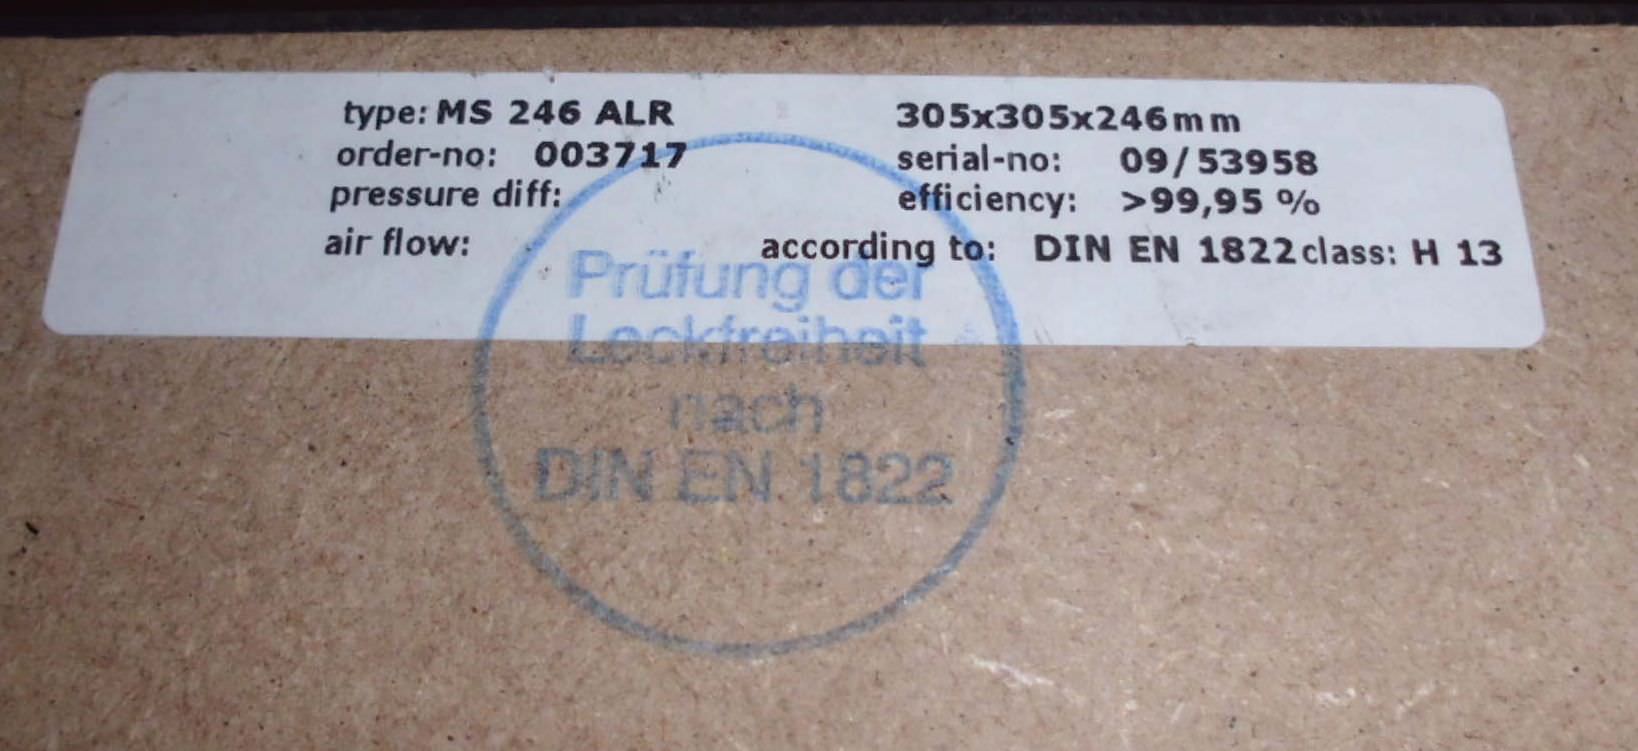 type: MS 246 ALR 305x305x246mm
order-no: 003717 serial-no: 09/53958
pressure diff: efficiency: >99,95 %
air flow: according to: DIN EN 1822 class: H 13
Prüfung der
Leckfreiheit
nach
DIN EN 1822